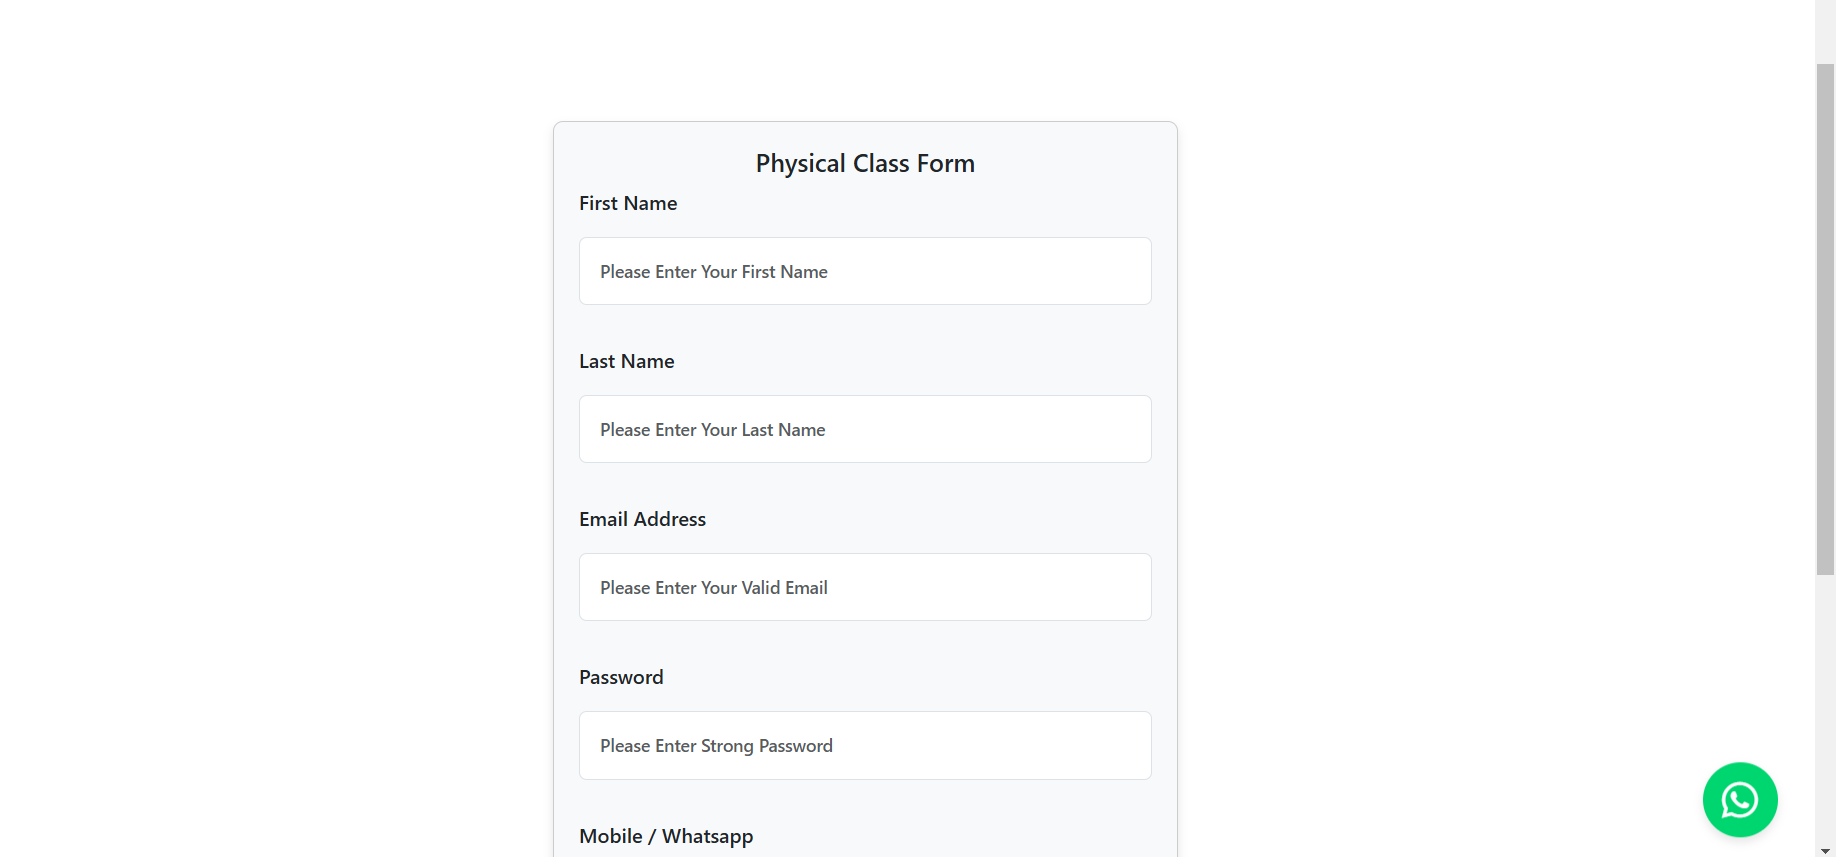 Physical Class Form
First Name
Please Enter Your First Name
Last Name
Please Enter Your Last Name
Email Address
Please Enter Your Valid Email
Password
Please Enter Strong Password
Mobile / Whatsapp